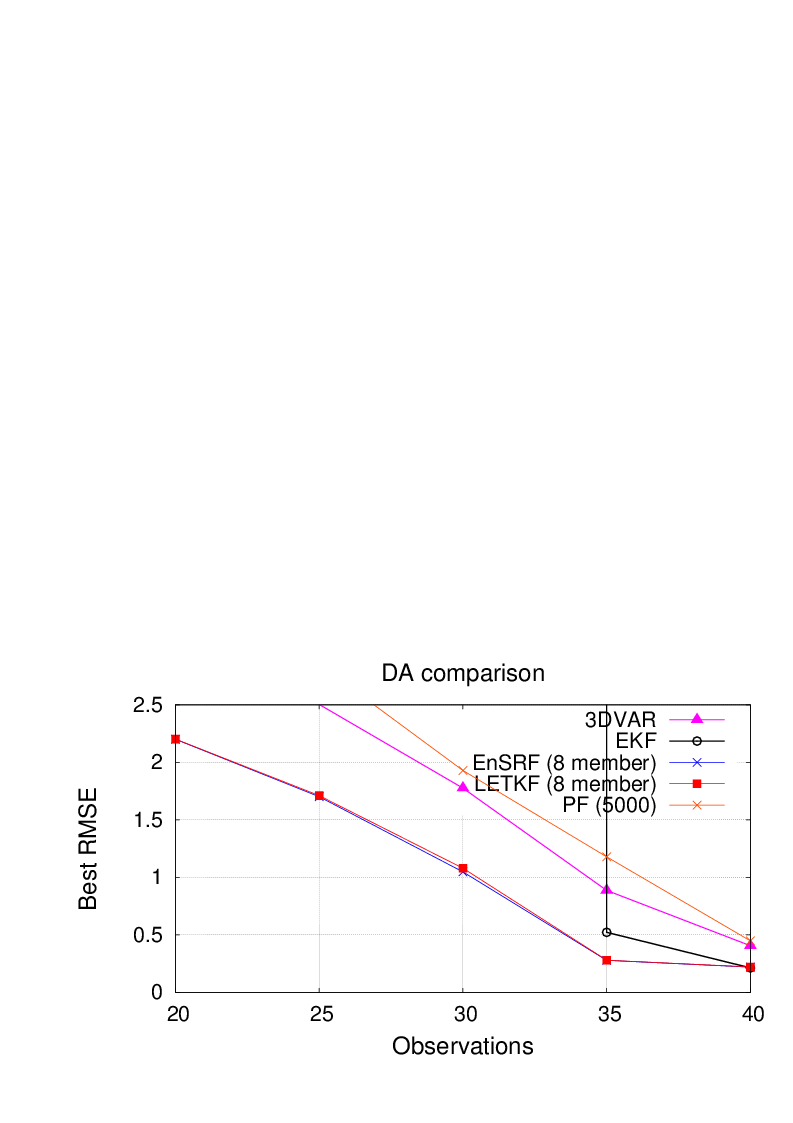 DA comparison
2.5
2
1.5
1
0.5
0
Best RMSE
3DVAR
EKF
EnSRF (8 member)
LETKF (8 member)
PF (5000)
20 25 30 35 40
Observations